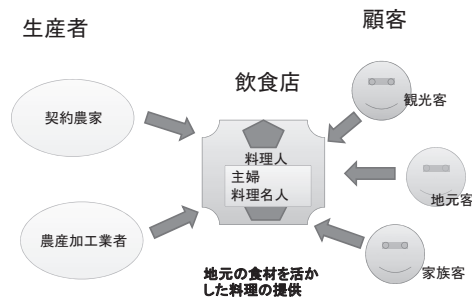 生産者
顧客
飲食店
契約農家
農産加工業者
料理人
主婦
料理名人
観光客
地元客
家族客
地元の食材を活か
した料理の提供